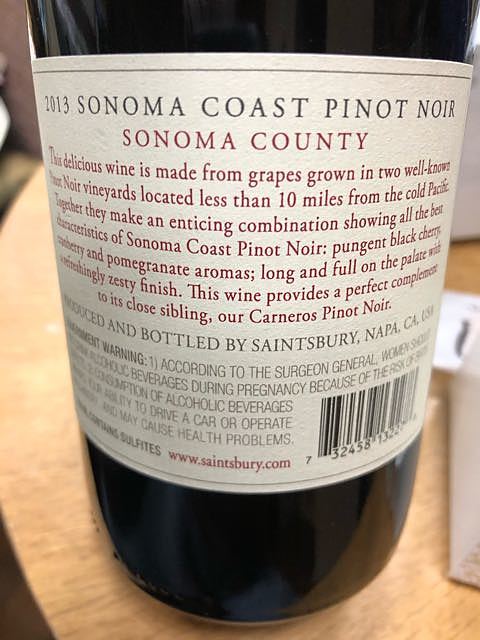 2013 SONOMA COAST PINOT NOIR
SONOMA COUNTY
This delicious wine is made from grapes grown in two well-known
Pinot Noir vineyards located less than 10 miles from the cold Pacific.
Together they make an enticing combination showing all the best
characteristics of Sonoma Coast Pinot Noir: pungent black cherry,
cranberry and pomegranate aromas; long and full on the palate with
refreshingly zesty finish. This wine provides a perfect complement
to its close sibling, our Carneros Pinot Noir.
PRODUCED AND BOTTLED BY SAINTSBURY, NAPA, CA, USA
GOVERNMENT WARNING: 1) ACCORDING TO THE SURGEON GENERAL, WOMEN SHOULD
ALCOHOLIC BEVERAGES DURING PREGNANCY BECAUSE OF THE RISK OF
CONSUMPTION OF ALCOHOLIC BEVERAGES
YOUR ABILITY TO DRIVE A CAR OR OPERATE
AND MAY CAUSE HEALTH PROBLEMS.
CONTAINS SULFITES www.saintsbury.com
7 32458